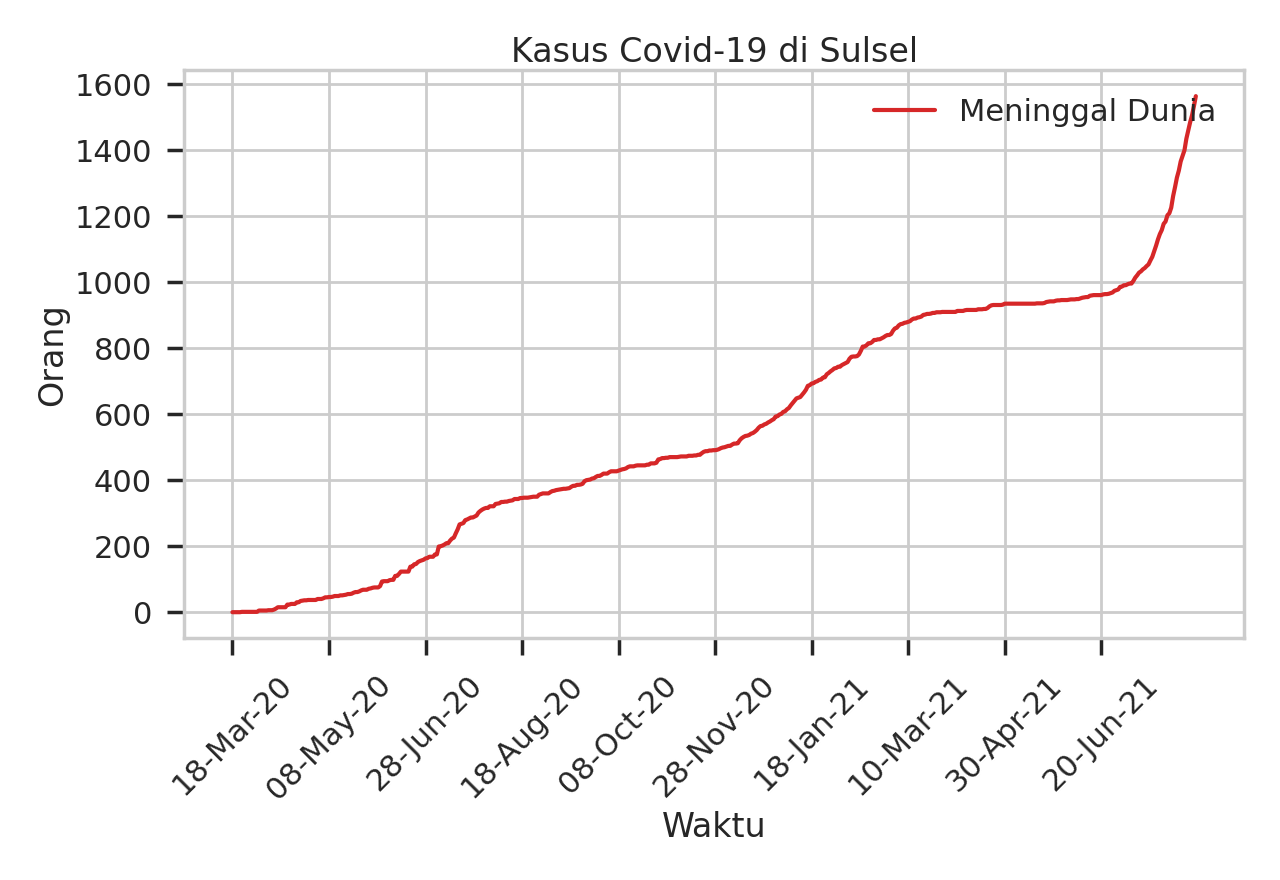 Kasus Covid-19 di Sulsel
Meninggal Dunia
1600
1400
1200
1000
800
600
400
200
0
Orang
18-Mar-20
08-May-20
28-Jun-20
18-Aug-20
08-Oct-20
28-Nov-20
18-Jan-21
10-Mar-21
30-Apr-21
20-Jun-21
Waktu